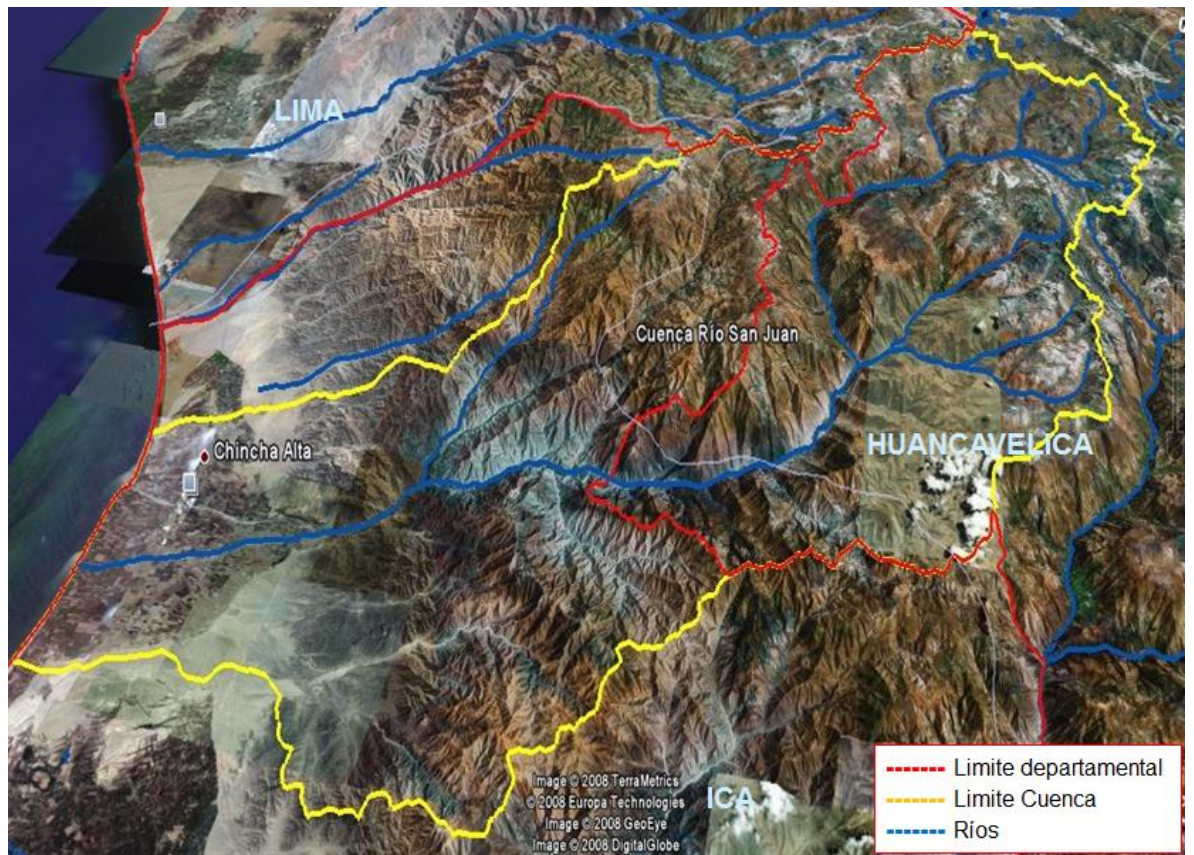 LIMA
Cuenca Río San Juan
HUANCAVELICA
Chincha Alta
Image © 2008 TerraMetrics
© 2008 Europa Technologies
Image © 2008 GeoEye
Image © 2008 DigitalGlobe
ICA
Limite departamental
Limite Cuenca
Ríos